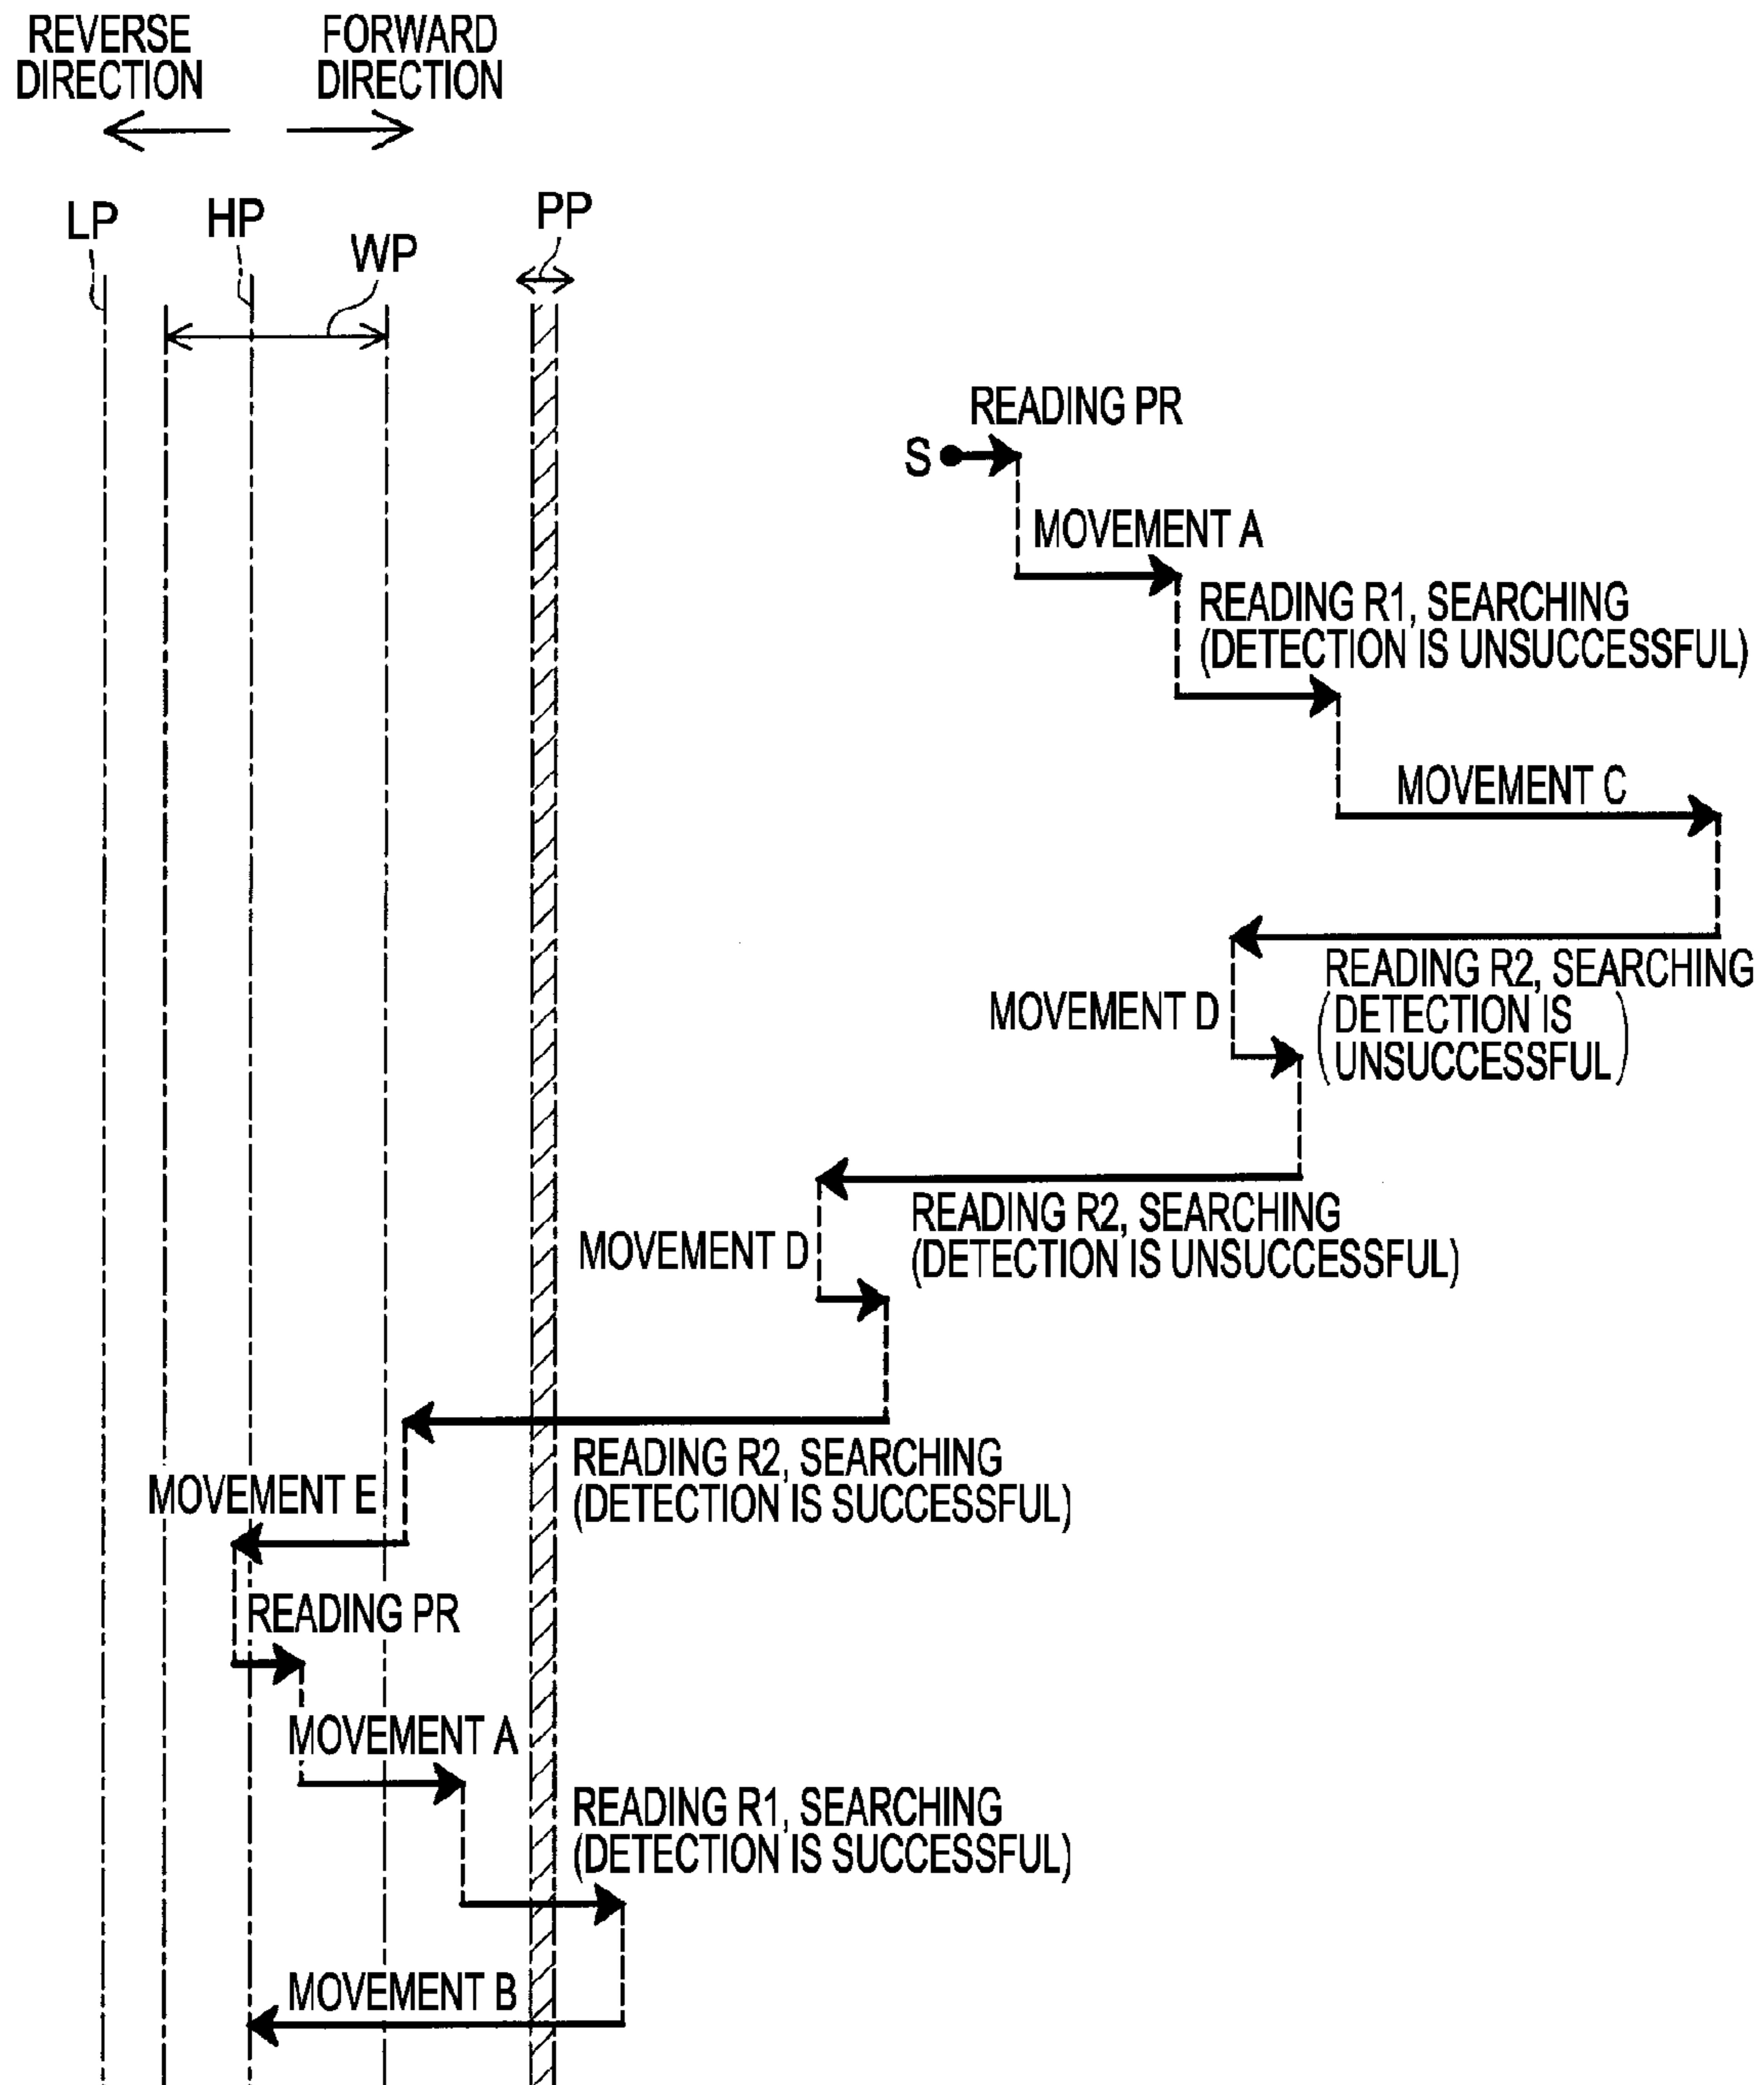 REVERSE
DIRECTION
FORWARD
DIRECTION
LP
HP
WP
PP
READING PR
S
MOVEMENT A
READING R1, SEARCHING
(DETECTION IS UNSUCCESSFUL)
MOVEMENT C
READING R2, SEARCHING
(DETECTION IS
UNSUCCESSFUL)
MOVEMENT D
READING R2, SEARCHING
(DETECTION IS UNSUCCESSFUL)
MOVEMENT D
READING R2, SEARCHING
(DETECTION IS SUCCESSFUL)
MOVEMENT E
READING PR
MOVEMENT A
READING R1, SEARCHING
(DETECTION IS SUCCESSFUL)
MOVEMENT B